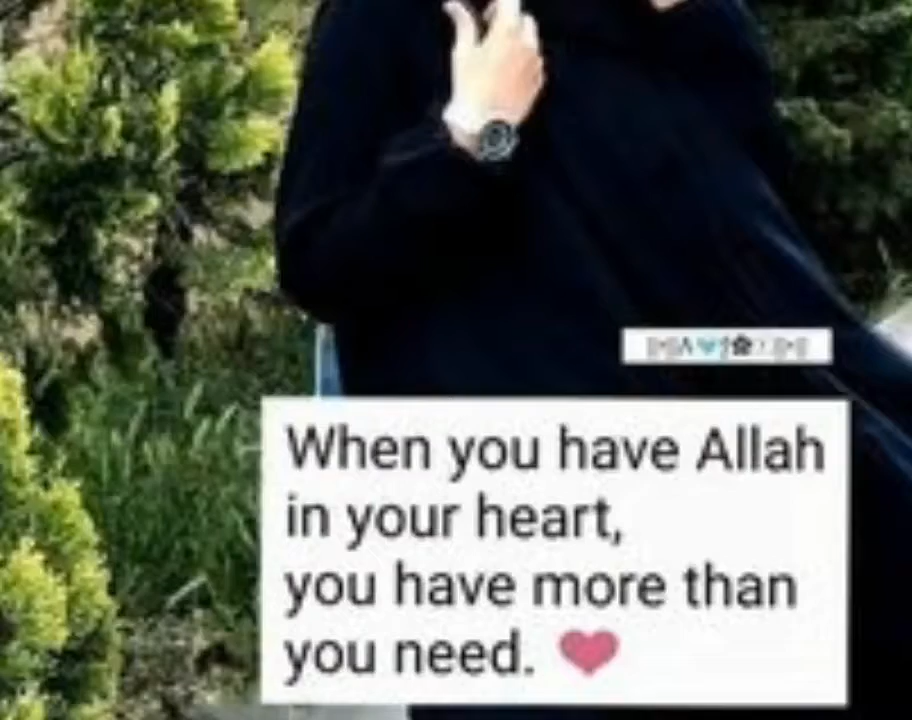 When you have Allah
in your heart,
you have more than
you need. ❤